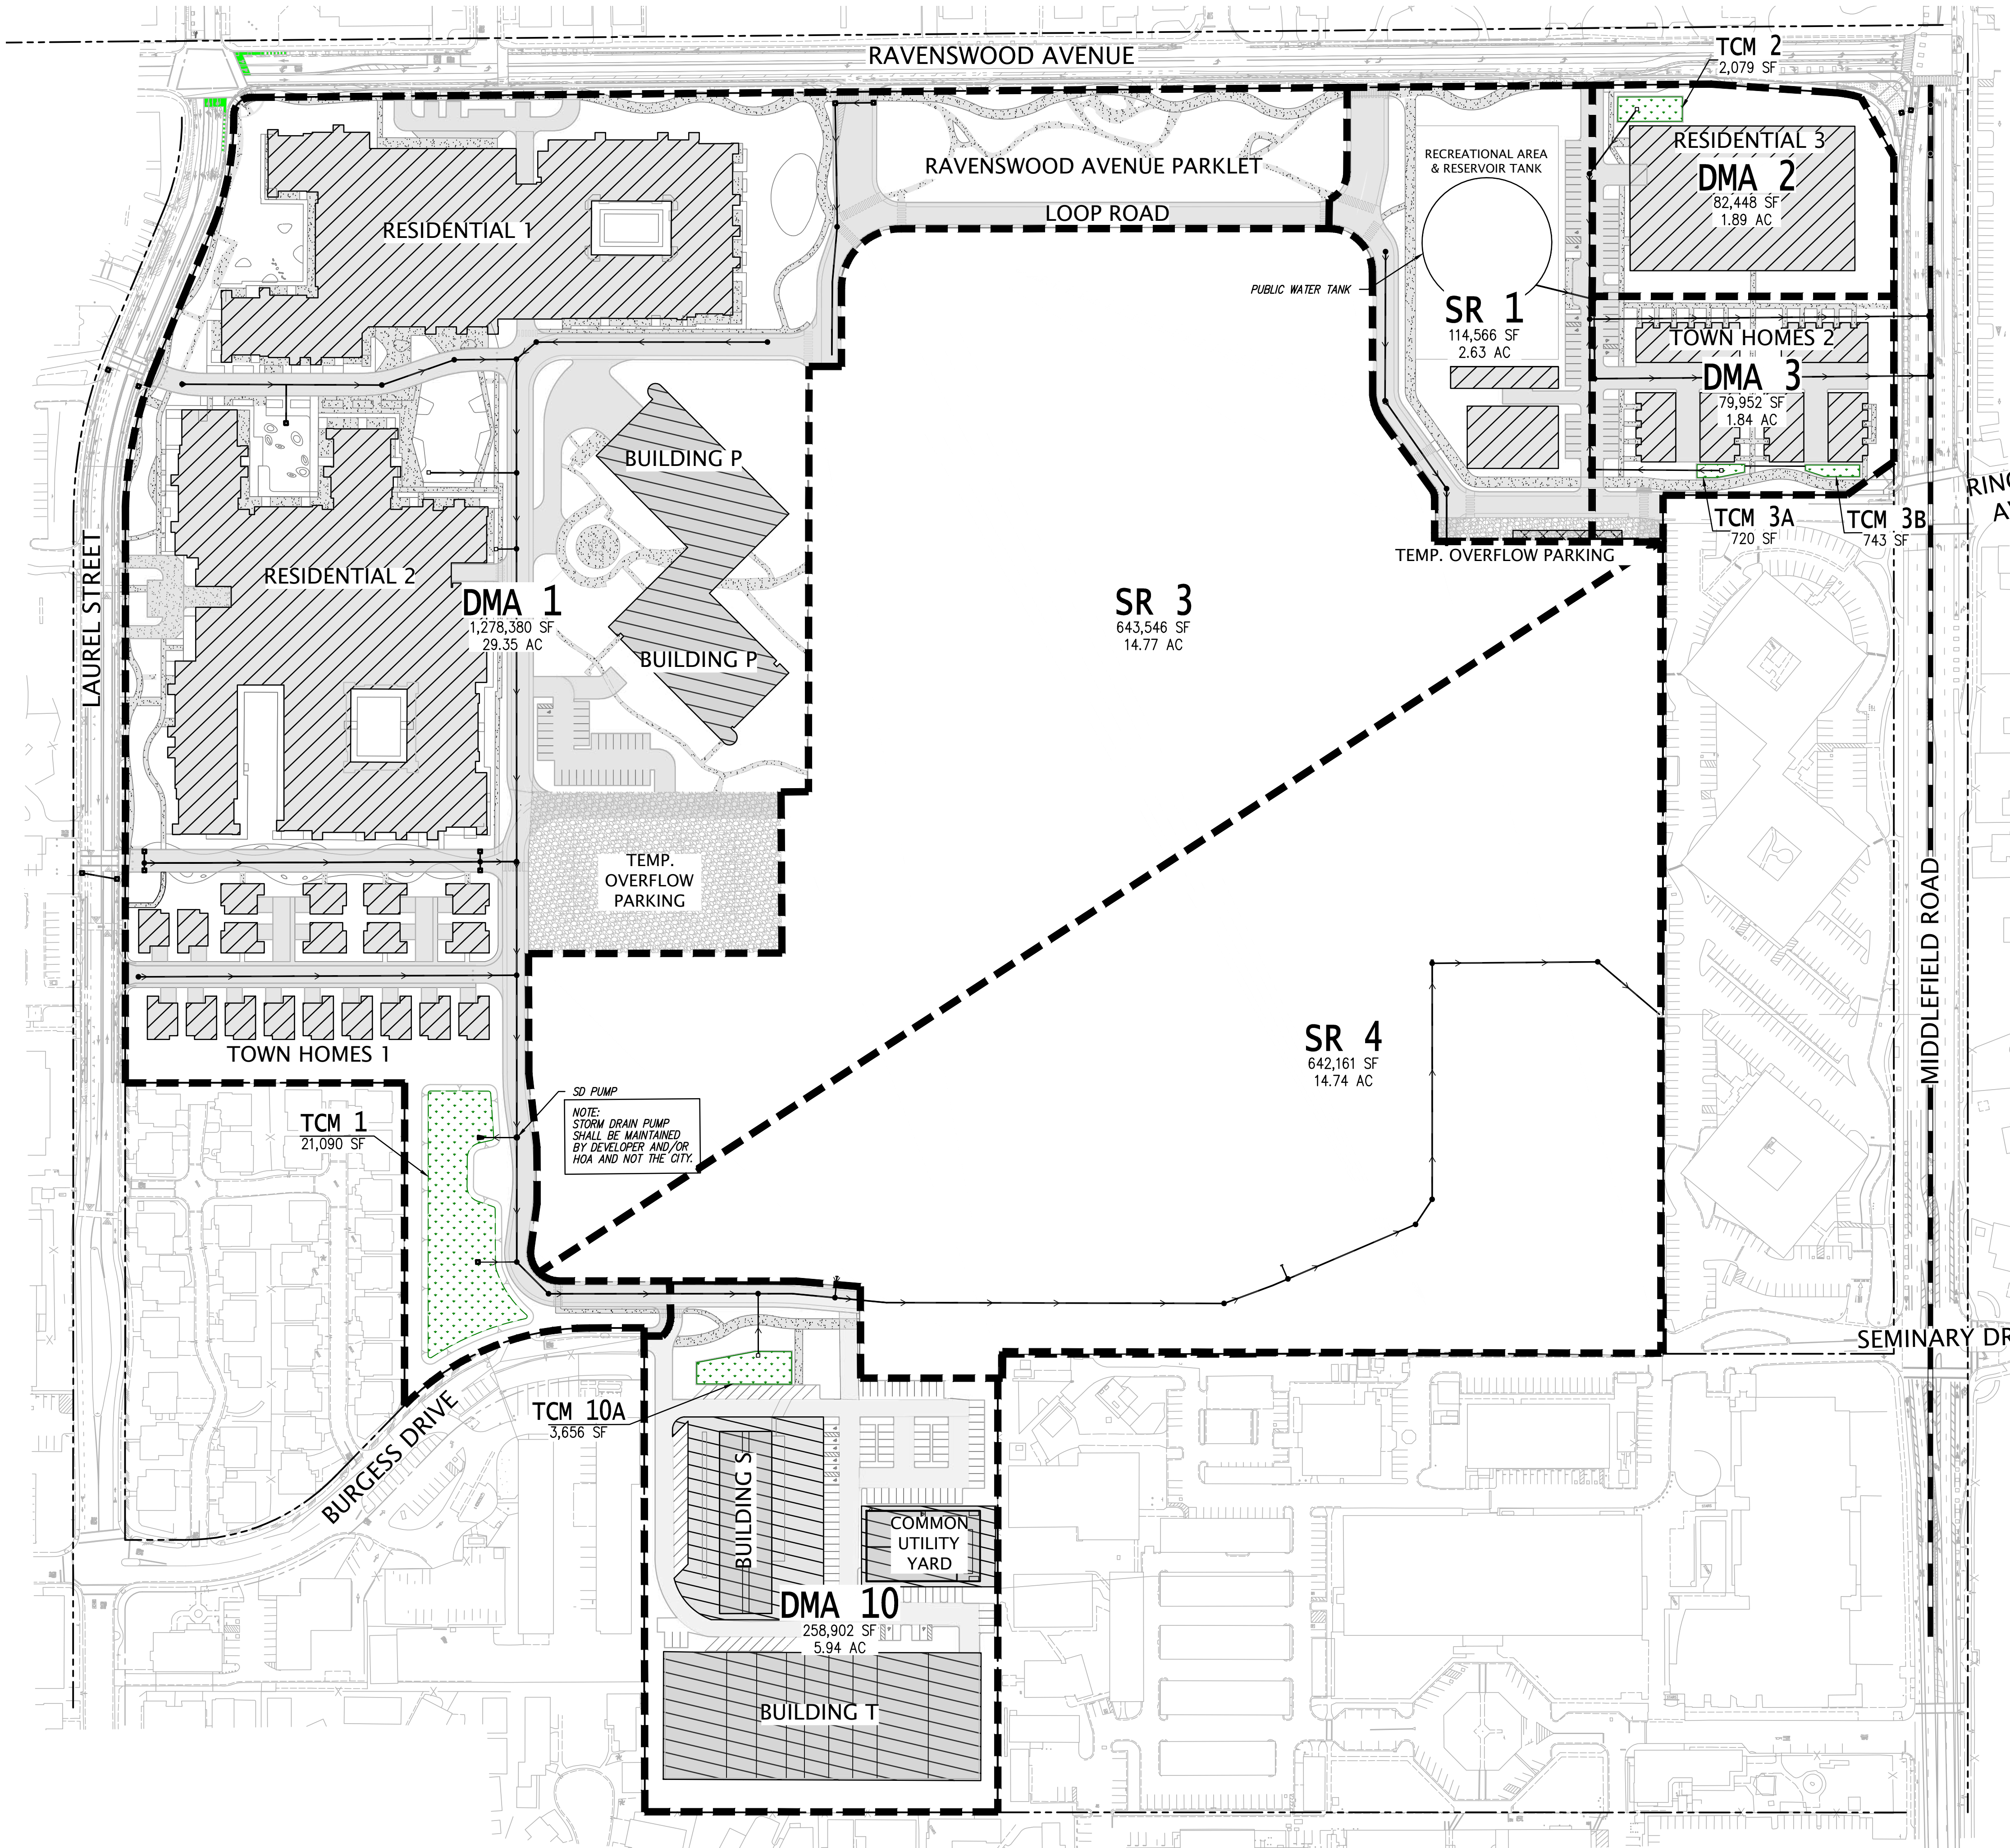 RAVENSWOOD AVENUE
TCM 2
2,079 SF
RESIDENTIAL 3
DMA 2
82,448 SF
1.89 AC
RAVENSWOOD AVENUE PARKLET
RECREATIONAL AREA
& RESERVOIR TANK
LOOP ROAD
RESIDENTIAL 1
PUBLIC WATER TANK
SR 1
114,566 SF
2.63 AC
TOWN HOMES 2
DMA 3
79,952 SF
1.84 AC
BUILDING P
RING
AV
TCM 3A
720 SF
TCM 3B
743 SF
TEMP. OVERFLOW PARKING
LAUREL STREET
RESIDENTIAL 2
DMA 1
1,278,380 SF
29.35 AC
SR 3
643,546 SF
14.77 AC
BUILDING P
TEMP.
OVERFLOW
PARKING
MIDDLEFIELD ROAD
SR 4
642,161 SF
14.74 AC
TOWN HOMES 1
SD PUMP
NOTE:
STORM DRAIN PUMP
SHALL BE MAINTAINED
BY DEVELOPER AND/OR
HOA AND NOT THE CITY.
TCM 1
21,090 SF
SEMINARY DR
TCM 10A
3,656 SF
BURGESS DRIVE
BUILDING S
COMMON
UTILITY
YARD
DMA 10
258,902 SF
5.94 AC
BUILDING T